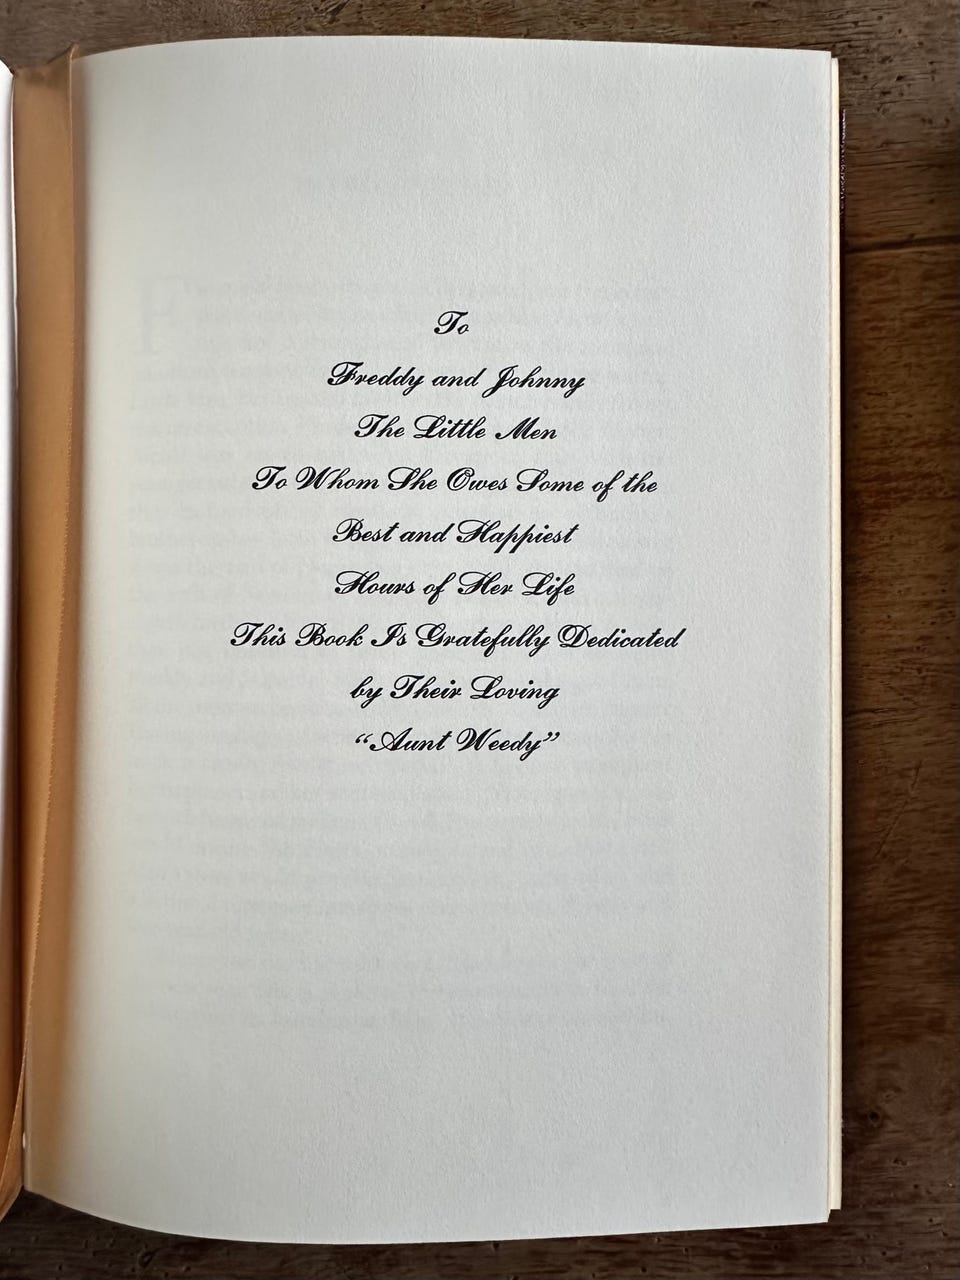 To
Freddy and Johnny
The Little Men
To Whom She Owes Some of the
Best and Happiest
Hours of Her Life
This Book Is Gratefully Dedicated
by Their Loving
“Aunt Weedy”